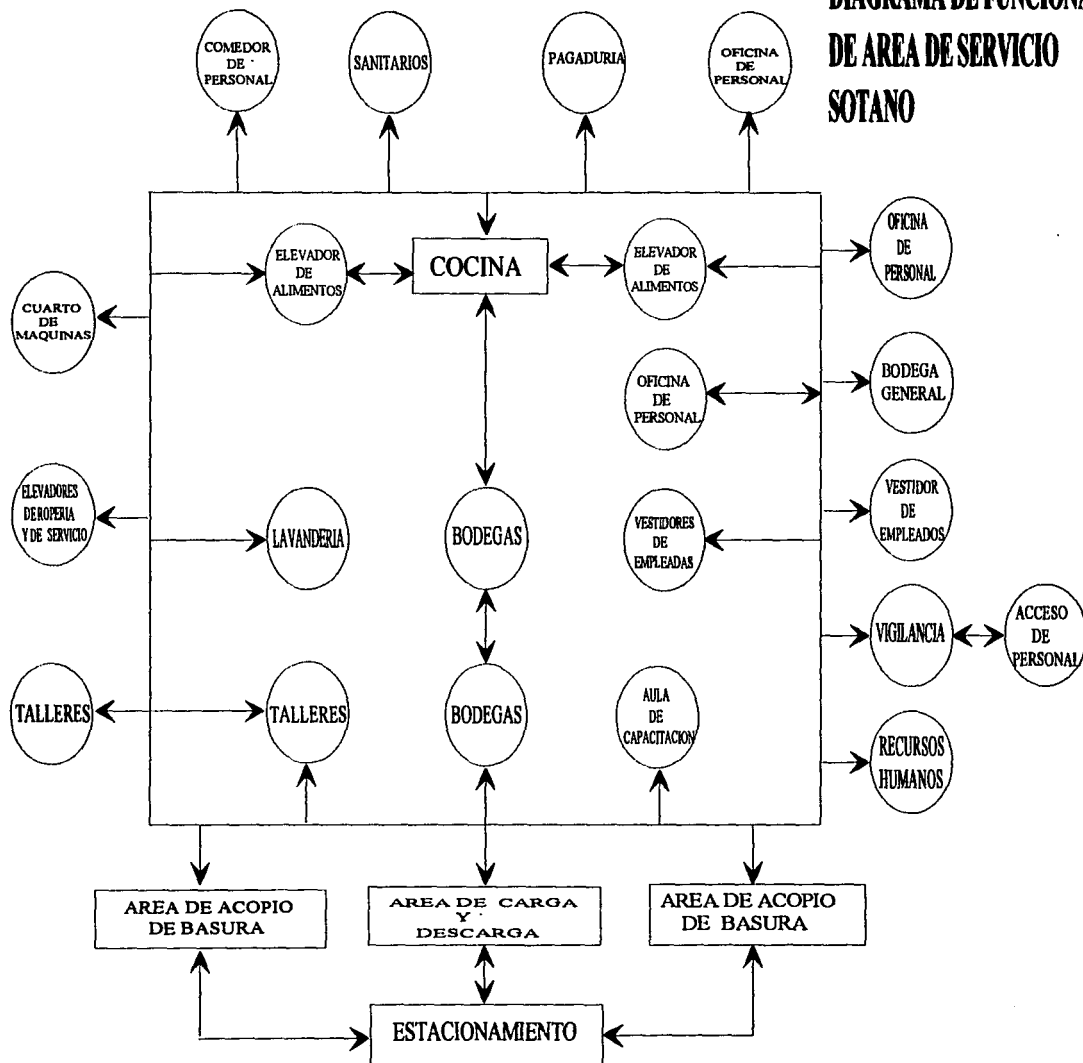 DIAGRAMA DE FUNCIONA
DE AREA DE SERVICIO
SOTANO
COMEDOR
DE
PERSONAL
SANITARIOS
PAGADURIA
OFICINA
DE
PERSONAL
ELEVADOR
DE
ALIMENTOS
COCINA
ELEVADOR
DE
ALIMENTOS
OFICINA
DE
PERSONAL
CUARTO
DE
MAQUINAS
OFICINA
DE
PERSONAL
BODEGA
GENERAL
ELEVADORES
DE ROPERIA
Y DE SERVICIO
LAVANDERIA
BODEGAS
VESTIDORES
DE
EMPLEADAS
VESTIDOR
DE
EMPLEADOS
VIGILANCIA
ACCESO
DE
PERSONAL
TALLERES
TALLERES
BODEGAS
AULA
DE
CAPACITACION
RECURSOS
HUMANOS
AREA DE ACOPIO
DE BASURA
AREA DE CARGA
Y
DESCARGA
AREA DE ACOPIO
DE BASURA
ESTACIONAMIENTO